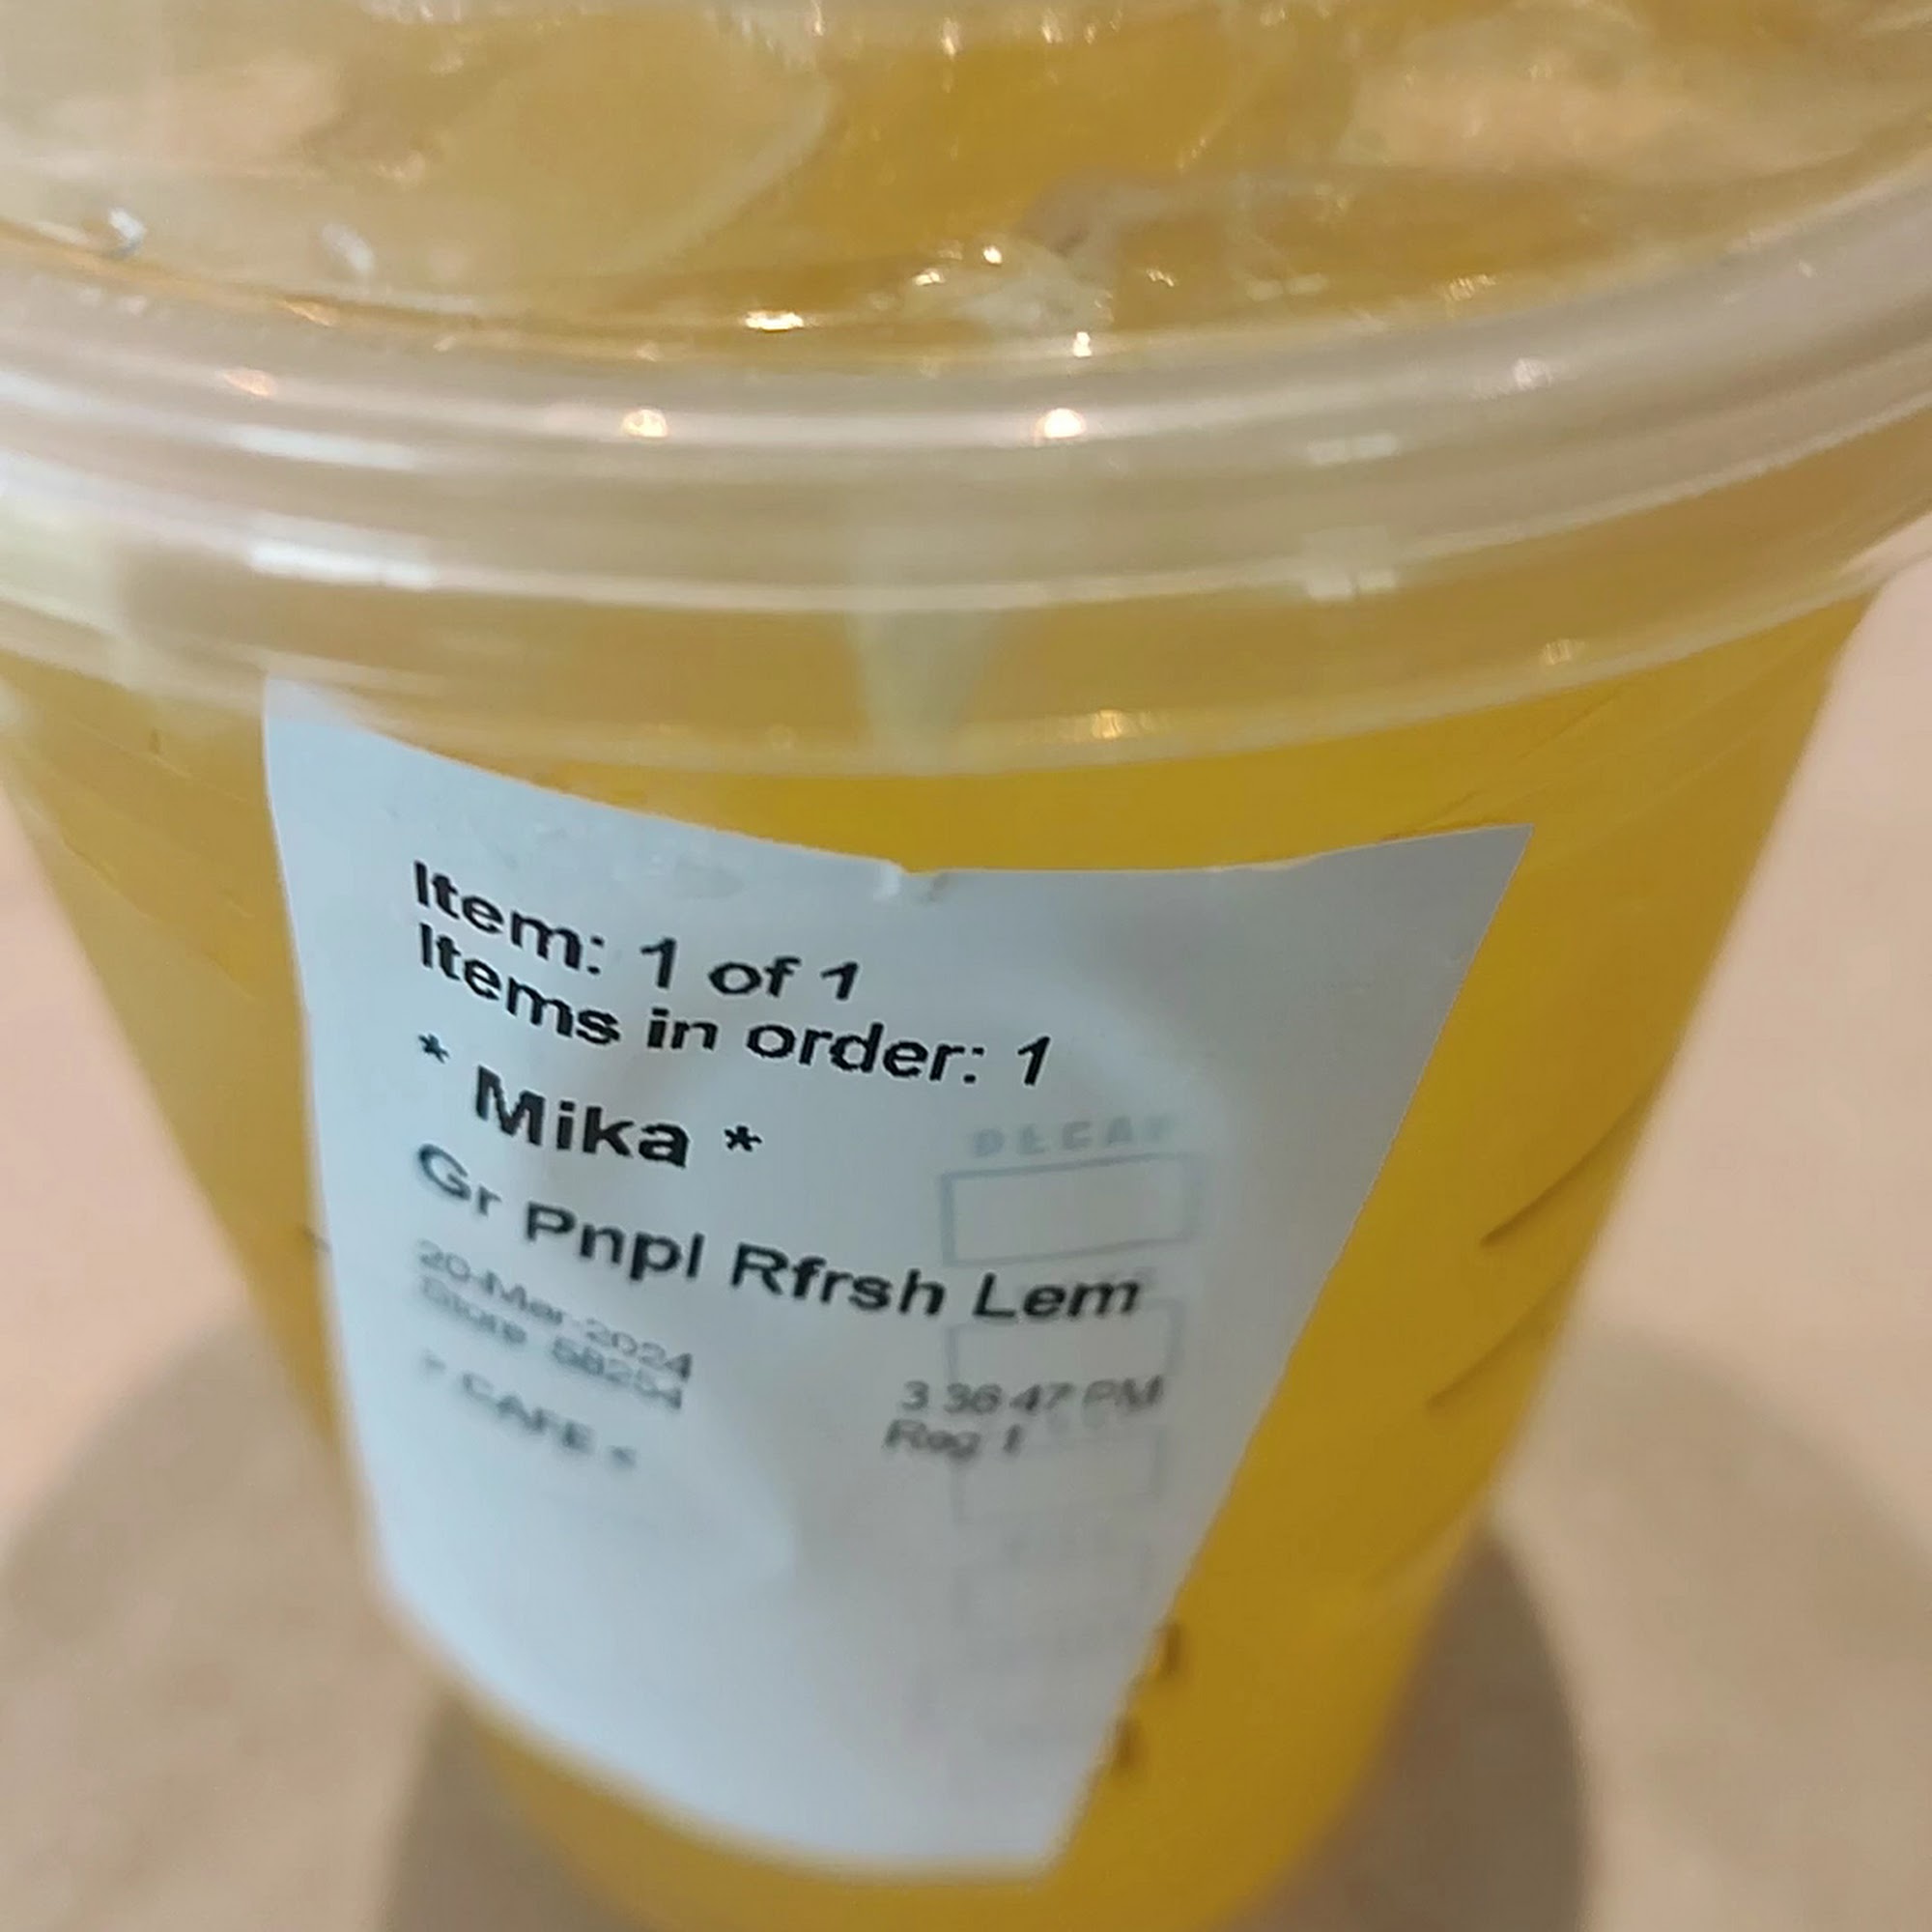 Item: 1 of 1
Items in order: 1
* Mika *
Gr Pnpl Rfrsh Lem
20-Mar-2024 3:36:47 PM
Store 58254 Reg 1
* CAFE *
DECAF